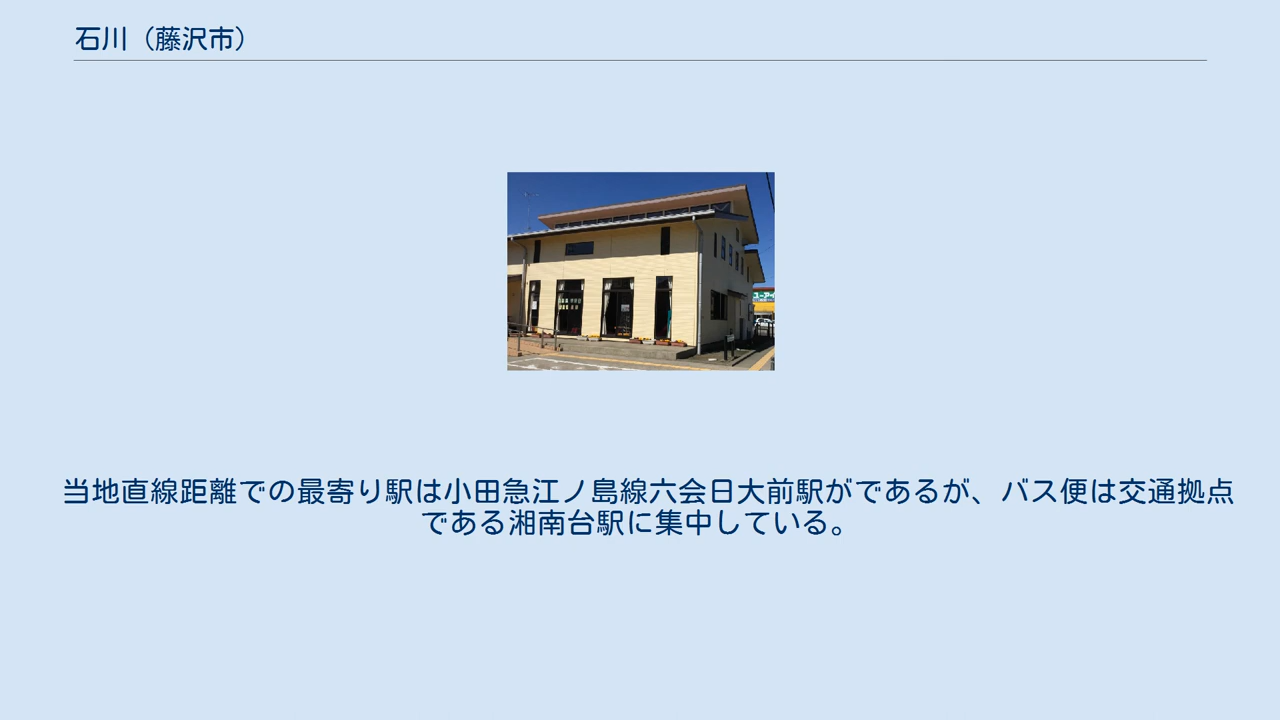 石川（藤沢市）
当地直線距離での最寄り駅は小田急江ノ島線六会日大前駅がであるが、バス便は交通拠点
である湘南台駅に集中している。